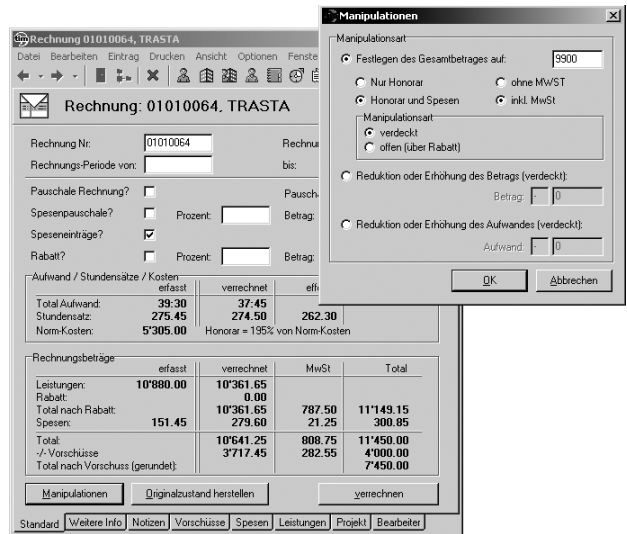 Rechnung 01010064, TRASTA
Datei Bearbeiten Eintrag Drucken Ansicht Optionen Fenste
Rechnung: 01010064, TRASTA
Rechnung Nr: 01010064 Rechnu
Rechnungs-Periode von: bis:
Pauschale Rechnung? Pausch
Spesenpauschale? Prozent: Betrag:
Speseneinträge?
Rabatt? Prozent: Betrag:
Aufwand / Stundensätze / Kosten
erfasst verrechnet effe
Total Aufwand: 39:30 37:45
Stundensatz: 275.45 274.50 262.30
Norm-Kosten: 5'305.00 Honorar = 195% von Norm-Kosten
Rechnungsbeträge
erfasst verrechnet MwSt Total
Leistungen: 10'880.00 10'361.65
Rabatt: 0.00
Total nach Rabatt: 10'361.65 787.50 11'149.15
Spesen: 151.45 279.60 21.25 300.85
Total: 10'641.25 808.75 11'450.00
-/- Vorschüsse 3'717.45 282.55 4'000.00
Total nach Vorschuss (gerundet): 7'450.00
Manipulationen Originalzustand herstellen verrechnen
Standard Weitere Info Notizen Vorschüsse Spesen Leistungen Projekt Bearbeiter
Manipulationen
Manipulationsart
Festlegen des Gesamtbetrages auf: 9900
Nur Honorar ohne MWST
Honorar und Spesen inkl. MwSt
Manipulationsart
verdeckt
offen (über Rabatt)
Reduktion oder Erhöhung des Betrags (verdeckt):
Betrag: - 0
Reduktion oder Erhöhung des Aufwandes (verdeckt):
Aufwand: - 0
OK Abbrechen